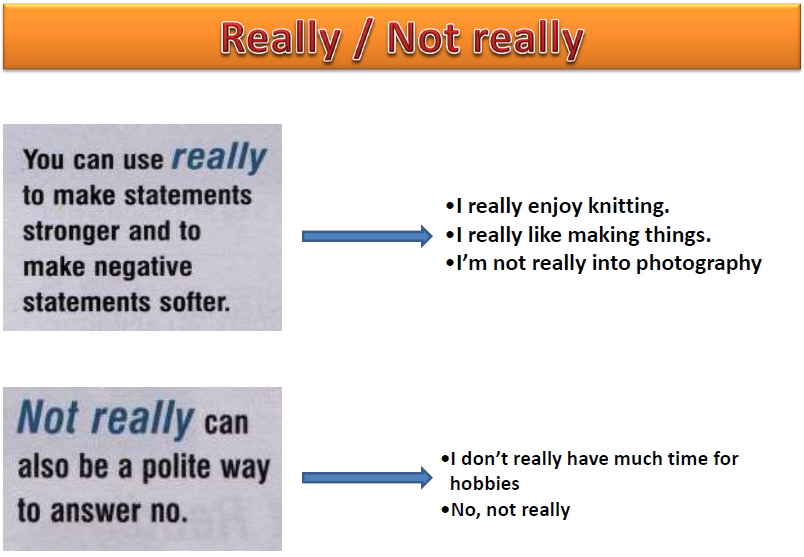 Really / Not really
You can use really
to make statements
stronger and to
make negative
statements softer.
•I really enjoy knitting.
•I really like making things.
•I’m not really into photography
Not really can
also be a polite way
to answer no.
•I don’t really have much time for
hobbies
•No, not really